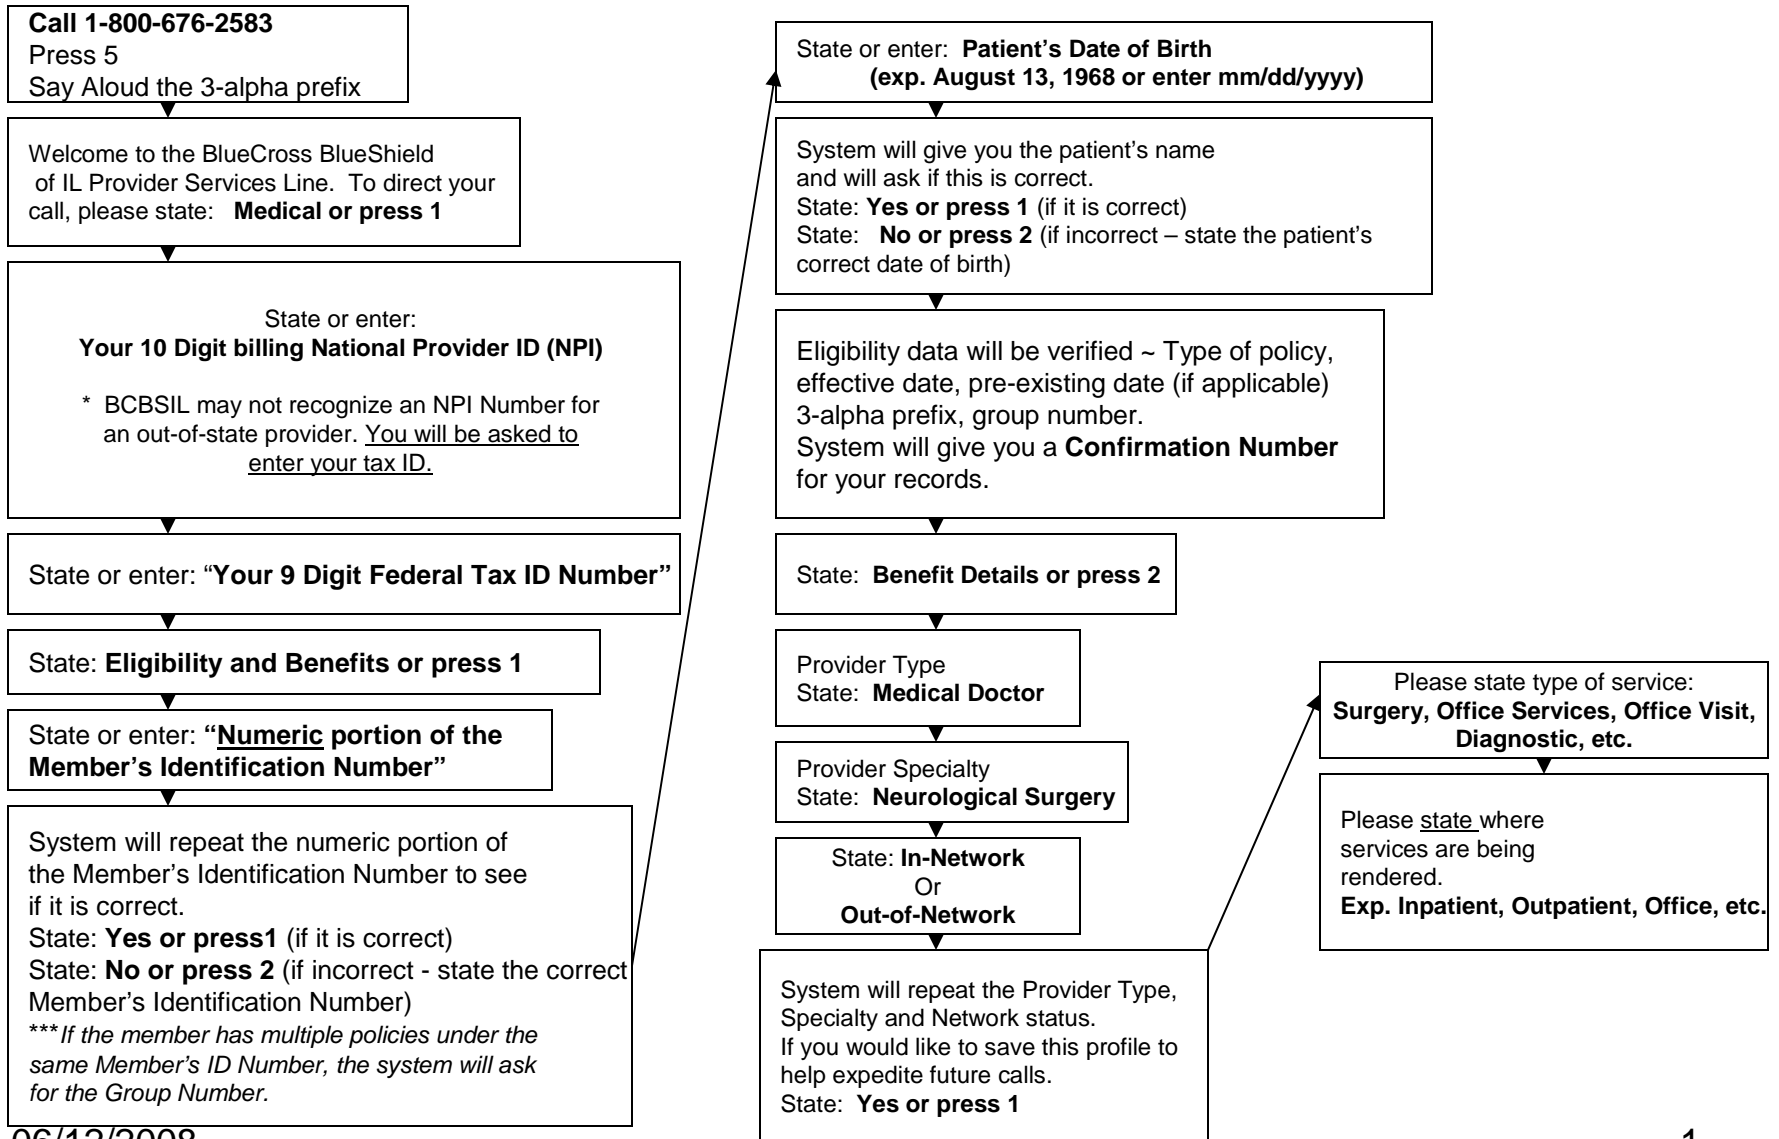 Call 1-800-676-2583
Press 5
Say Aloud the 3-alpha prefix
Welcome to the BlueCross BlueShield
of IL Provider Services Line. To direct your
call, please state: Medical or press 1
State or enter:
Your 10 Digit billing National Provider ID (NPI)
* BCBSIL may not recognize an NPI Number for
an out-of-state provider. You will be asked to
enter your tax ID.
State or enter: “Your 9 Digit Federal Tax ID Number”
State: Eligibility and Benefits or press 1
State or enter: “Numeric portion of the
Member’s Identification Number”
System will repeat the numeric portion of
the Member’s Identification Number to see
if it is correct.
State: Yes or press1 (if it is correct)
State: No or press 2 (if incorrect - state the correct
Member’s Identification Number)
***If the member has multiple policies under the
same Member’s ID Number, the system will ask
for the Group Number.
State or enter: Patient’s Date of Birth
(exp. August 13, 1968 or enter mm/dd/yyyy)
System will give you the patient’s name
and will ask if this is correct.
State: Yes or press 1 (if it is correct)
State: No or press 2 (if incorrect – state the patient’s
correct date of birth)
Eligibility data will be verified ~ Type of policy,
effective date, pre-existing date (if applicable)
3-alpha prefix, group number.
System will give you a Confirmation Number
for your records.
State: Benefit Details or press 2
Provider Type
State: Medical Doctor
Provider Specialty
State: Neurological Surgery
State: In-Network
Or
Out-of-Network
System will repeat the Provider Type,
Specialty and Network status.
If you would like to save this profile to
help expedite future calls.
State: Yes or press 1
Please state type of service:
Surgery, Office Services, Office Visit,
Diagnostic, etc.
Please state where
services are being
rendered.
Exp. Inpatient, Outpatient, Office, etc.
06/12/2008
1